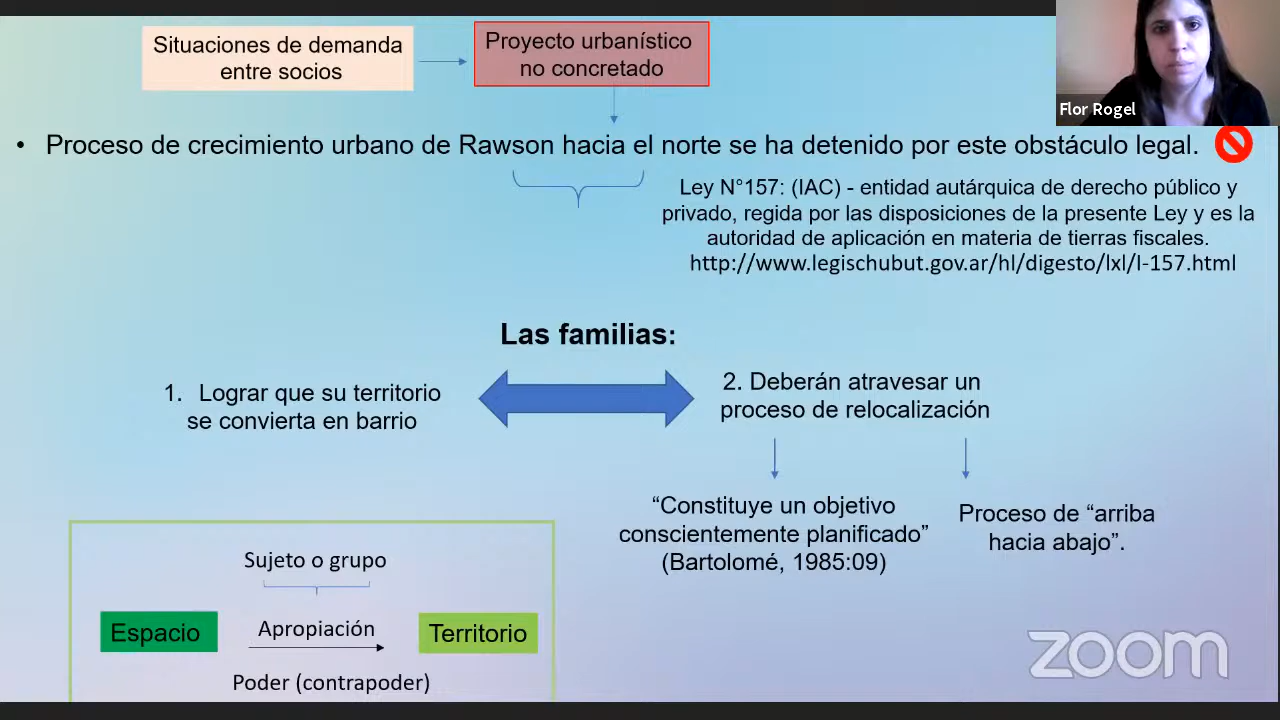 Situaciones de demanda
entre socios
Proyecto urbanístico
no concretado
Flor Rogel
• Proceso de crecimiento urbano de Rawson hacia el norte se ha detenido por este obstáculo legal.
Ley N°157: (IAC) - entidad autárquica de derecho público y
privado, regida por las disposiciones de la presente Ley y es la
autoridad de aplicación en materia de tierras fiscales.
http://www.legischubut.gov.ar/hl/digesto/lxl/I-157.html
Las familias:
1. Lograr que su territorio
se convierta en barrio
2. Deberán atravesar un
proceso de relocalización
“Constituye un objetivo
conscientemente planificado”
(Bartolomé, 1985:09)
Proceso de “arriba
hacia abajo”.
Sujeto o grupo
Espacio
Apropiación
Territorio
Poder (contrapoder)
zoom